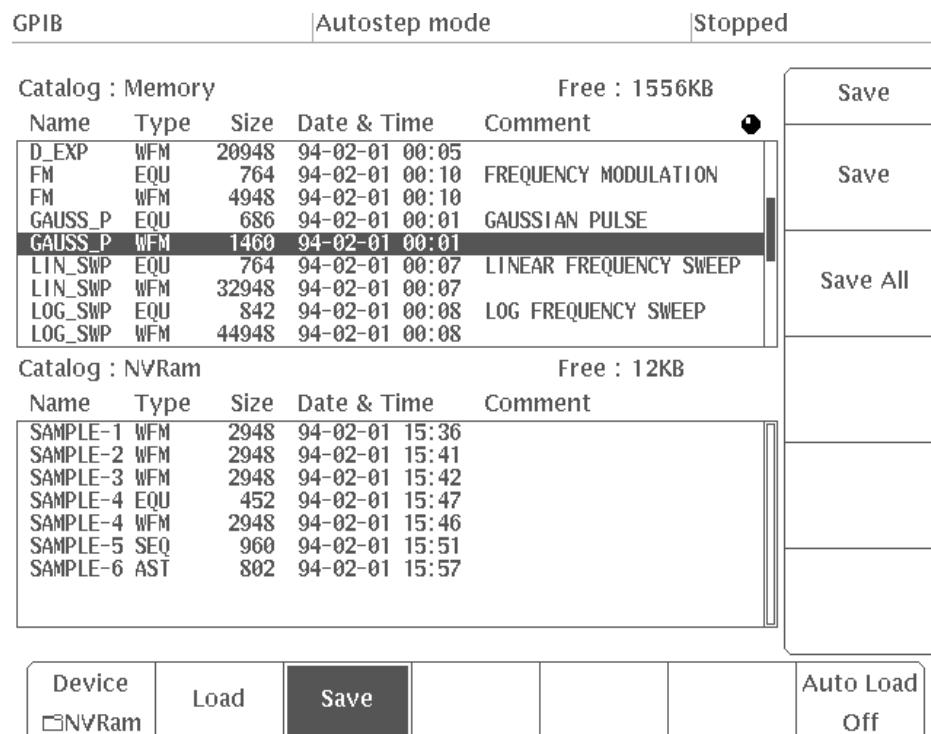 GPIB Autostep mode Stopped
Catalog : Memory Free : 1556KB
Name Type Size Date & Time Comment
D_EXP WFM 20948 94-02-01 00:05
FM EQU 764 94-02-01 00:10 FREQUENCY MODULATION
FM WFM 4948 94-02-01 00:10
GAUSS_P EQU 686 94-02-01 00:01 GAUSSIAN PULSE
GAUSS_P WFM 1460 94-02-01 00:01
LIN_SWP EQU 764 94-02-01 00:07 LINEAR FREQUENCY SWEEP
LIN_SWP WFM 32948 94-02-01 00:07
LOG_SWP EQU 842 94-02-01 00:08 LOG FREQUENCY SWEEP
LOG_SWP WFM 44948 94-02-01 00:08
Catalog : NVRam Free : 12KB
Name Type Size Date & Time Comment
SAMPLE-1 WFM 2948 94-02-01 15:36
SAMPLE-2 WFM 2948 94-02-01 15:41
SAMPLE-3 WFM 2948 94-02-01 15:42
SAMPLE-4 EQU 452 94-02-01 15:47
SAMPLE-4 WFM 2948 94-02-01 15:46
SAMPLE-5 SEQ 960 94-02-01 15:51
SAMPLE-6 AST 802 94-02-01 15:57
Save
Save
Save All
Device
NVRam
Load
Save
Auto Load
Off